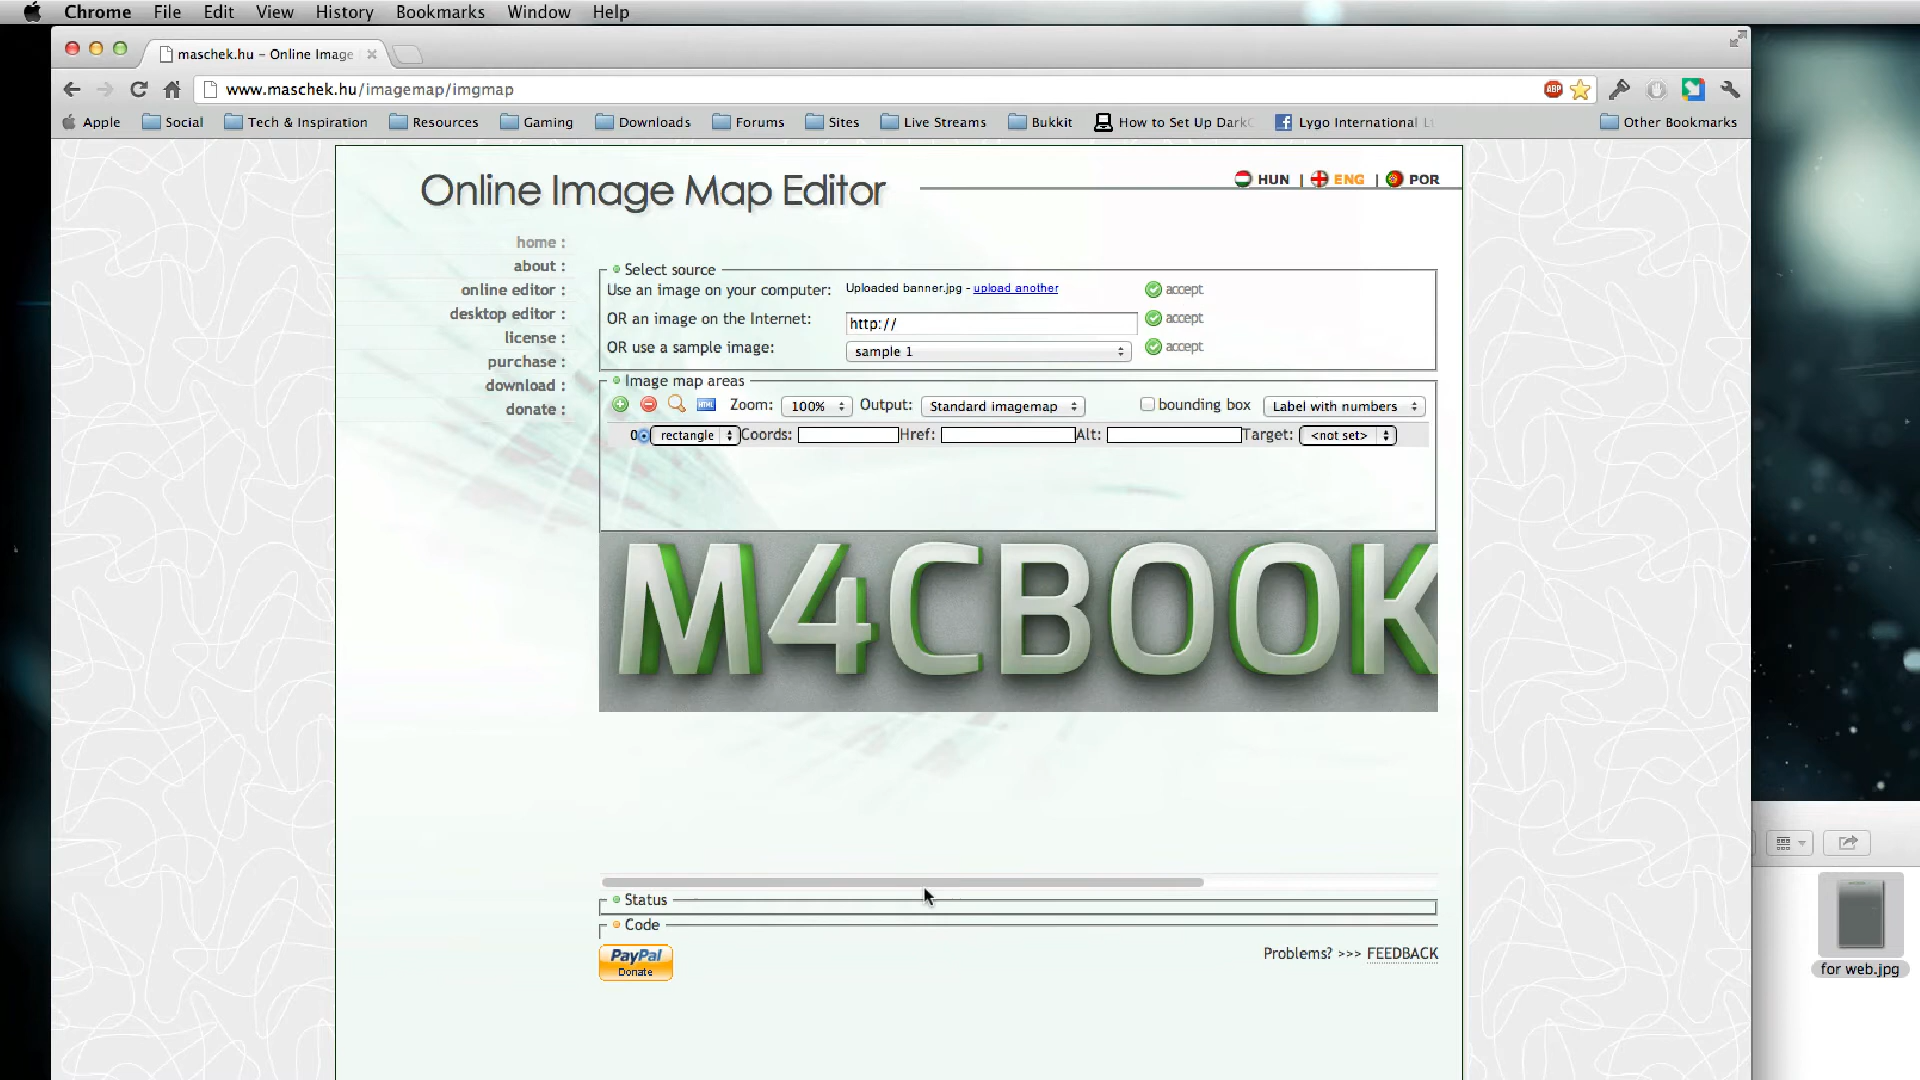 Chrome File Edit View History Bookmarks Window Help
maschek.hu – Online Image
www.maschek.hu/imagemap/imgmap
ABP
Apple Social Tech & Inspiration Resources Gaming Downloads Forums Sites Live Streams Bukkit How to Set Up Dark Lygo International Other Bookmarks
Online Image Map Editor
HUN | ENG | POR
home :
about :
online editor :
desktop editor :
license :
purchase :
download :
donate :
Select source
Use an image on your computer: Uploaded banner.jpg - upload another accept
OR an image on the Internet: http:// accept
OR use a sample image: sample 1 accept
Image map areas
HTML Zoom: 100% Output: Standard imagemap bounding box Label with numbers
0 rectangle Coords: Href: Alt: Target: <not set>
M4CBOOK
Status
Code
PayPal
Donate
Problems? >>> FEEDBACK
for web.jpg